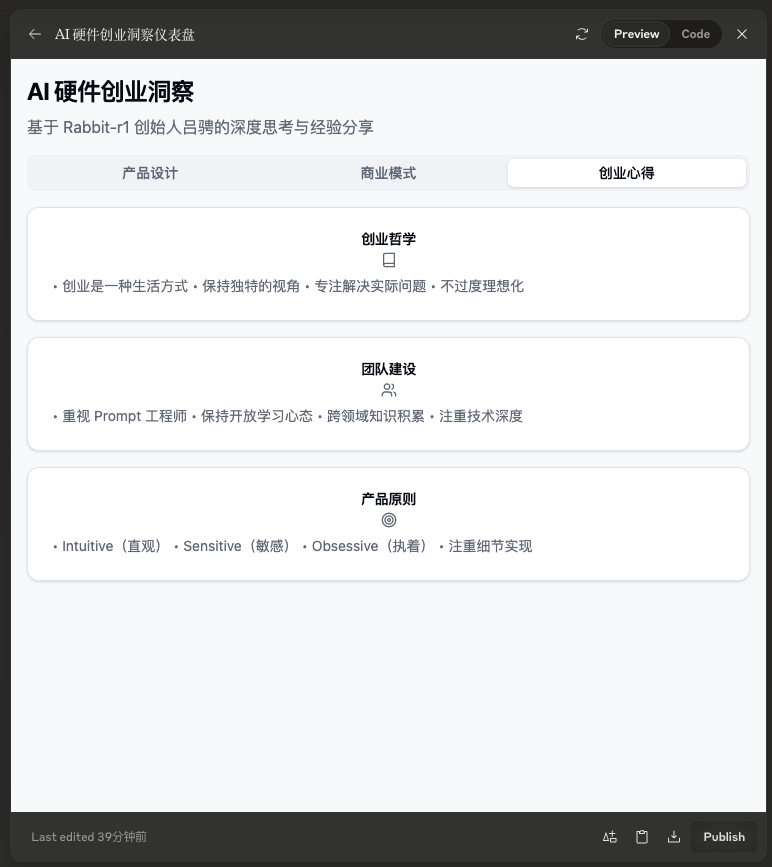 AI 硬件创业洞察仪表盘
Preview Code
AI 硬件创业洞察
基于 Rabbit-r1 创始人吕骋的深度思考与经验分享
产品设计 商业模式 创业心得
创业哲学
• 创业是一种生活方式 • 保持独特的视角 • 专注解决实际问题 • 不过度理想化
团队建设
• 重视 Prompt 工程师 • 保持开放学习心态 • 跨领域知识积累 • 注重技术深度
产品原则
• Intuitive（直观） • Sensitive（敏感） • Obsessive（执着） • 注重细节实现
Last edited 39分钟前 Publish